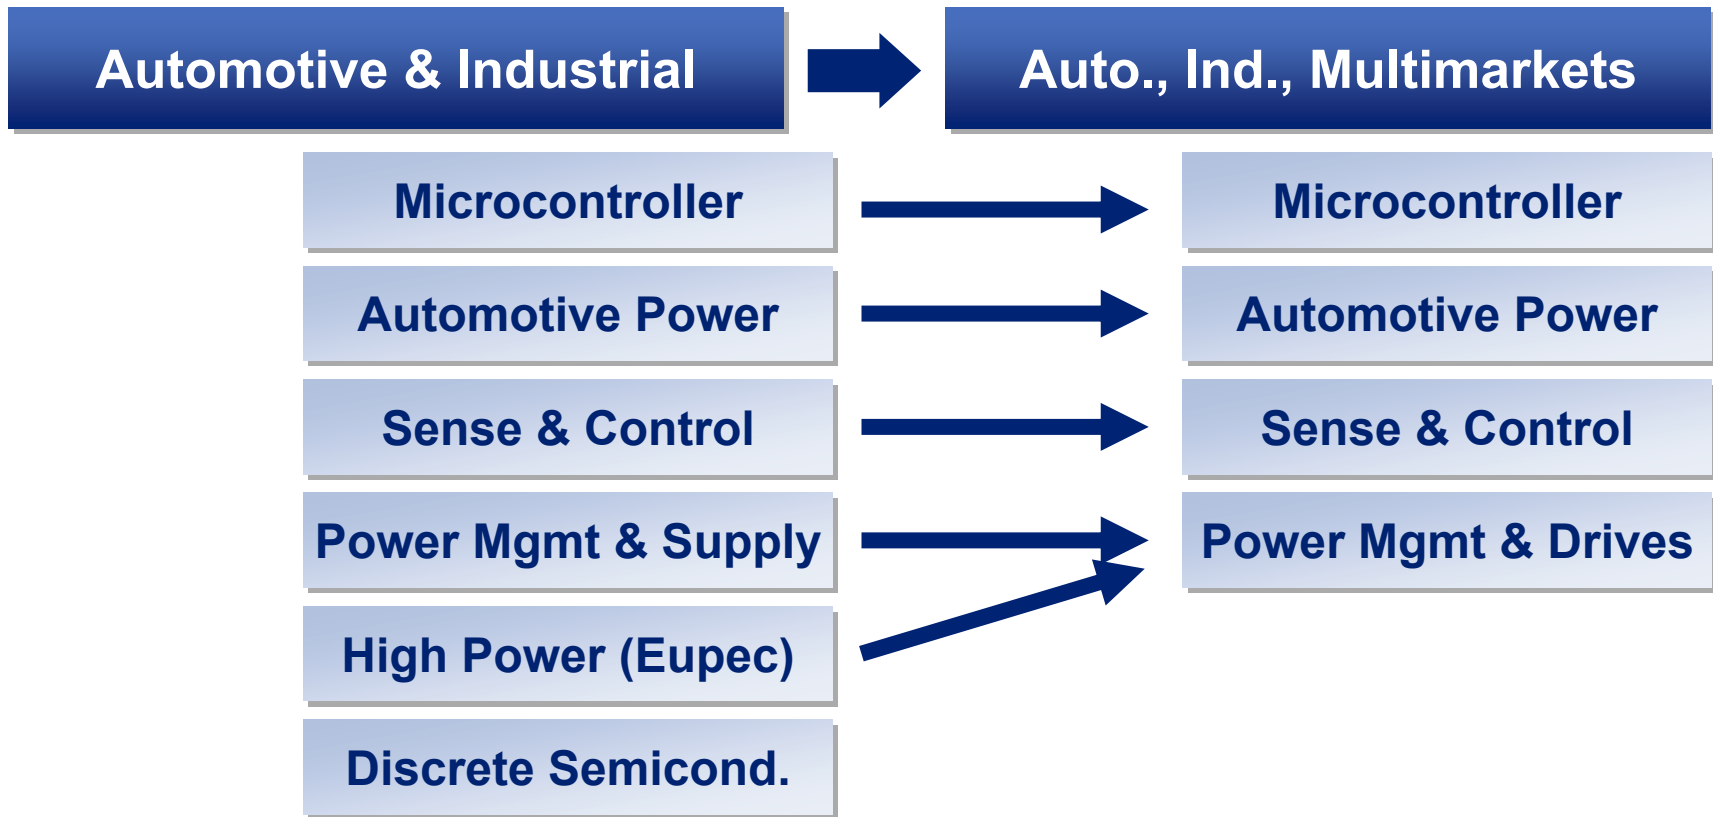 Automotive & Industrial
Auto., Ind., Multimarkets
Microcontroller
Microcontroller
Automotive Power
Automotive Power
Sense & Control
Sense & Control
Power Mgmt & Supply
Power Mgmt & Drives
High Power (Eupec)
Discrete Semicond.